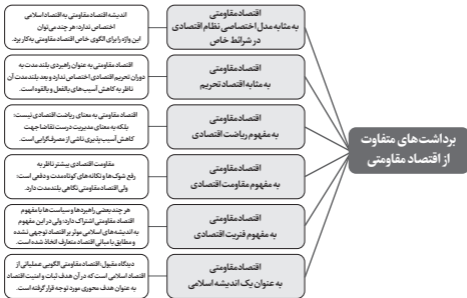 برداشت‌های متفاوت
از اقتصاد مقاومتی
اقتصاد مقاومتی
به مثابه مدل اختصاصی نظام اقتصادی
در شرائط خاص
اندیشه اقتصاد مقاومتی به اقتصاد اسلامی
اختصاص ندارد؛ هر چند می‌توان
این واژه را برای الگوی خاص اقتصاد مقاومتی به‌کار برد.
اقتصاد مقاومتی
به مثابه اقتصاد تحریم
اقتصاد مقاومتی به عنوان راهبردی بلند مدت به
دوران تحریم اقتصادی اختصاص ندارد و بعد بلند مدت آن
ناظر به کاهش آسیب‌های بالفعل و بالقوه است.
اقتصاد مقاومتی
به مفهوم ریاضت اقتصادی
اقتصاد مقاومتی به معنای ریاضت اقتصادی نیست؛
بلکه به معنای مدیریت درست تقاضا جهت
کاهش آسیب‌پذیری ناشی از مصرف‌گرایی است.
اقتصاد مقاومتی
به مفهوم مقاومت اقتصادی
مقاومت اقتصادی بیشتر ناظر به
رفع شوک‌ها و تکانه‌های کوتاه‌مدت و دفعی است؛
ولی اقتصاد مقاومتی نگاهی بلندمدت دارد.
اقتصاد مقاومتی
به مفهوم فنریت اقتصادی
هر چند بعضی راهبردها و سیاست‌ها با مفهوم
اقتصاد مقاومتی اشتراک دارد؛ ولی در این مفهوم
به اندیشه‌های اسلامی موثر بر اقتصاد توجهی نشده
و مطابق با مبانی اقتصاد متعارف اتخاذ شده است.
اقتصاد مقاومتی
به عنوان یک اندیشه اسلامی
دیدگاه مقبول: اقتصاد مقاومتی الگویی عملیاتی از
اقتصاد اسلامی است که در آن هدف ثبات و امنیت اقتصاد
به عنوان هدف محوری مورد توجه قرار گرفته است.